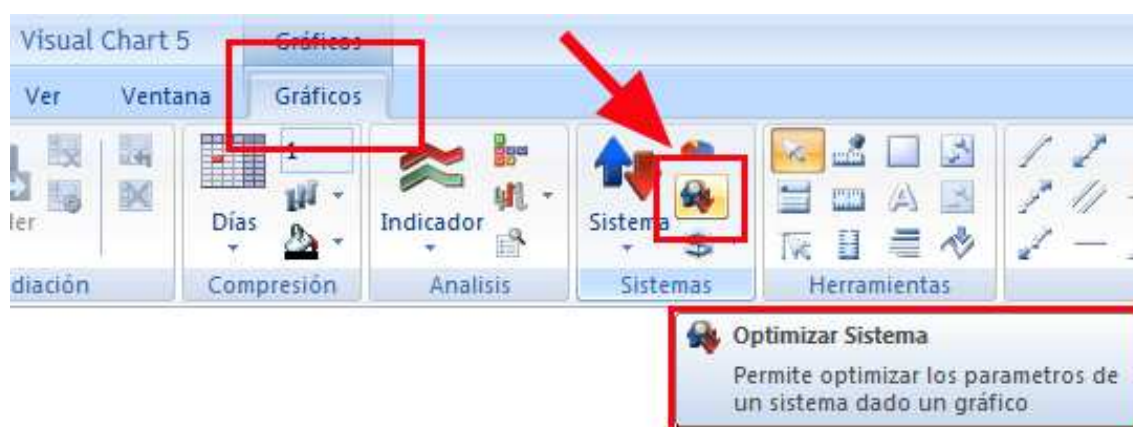 Visual Chart 5 Gráficos
Ver Ventana Gráficos
1
Días Indicador Sistema
diación Compresión Analisis Sistemas Herramientas
Optimizar Sistema
Permite optimizar los parametros de
un sistema dado un gráfico